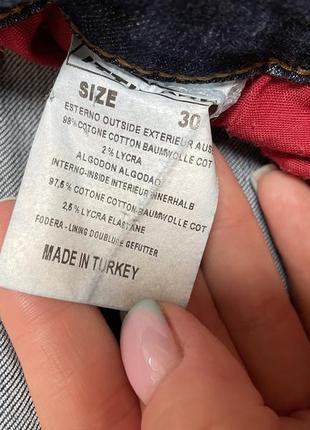 SIZE 30
ESTERNO OUTSIDE EXTERIEUR AUS
98% COTONE COTTON BAUMWOLLE COT
2% LYCRA
ALGODON ALGODAO
INTERNO-INSIDE INTERIEUR INNERHALB
97,5% COTONE COTTON BAUMWOLLE COT
2,5% LYCRA ELASTANE
FODERA - LINING DOUBLURE GEFUTTER
MADE IN TURKEY